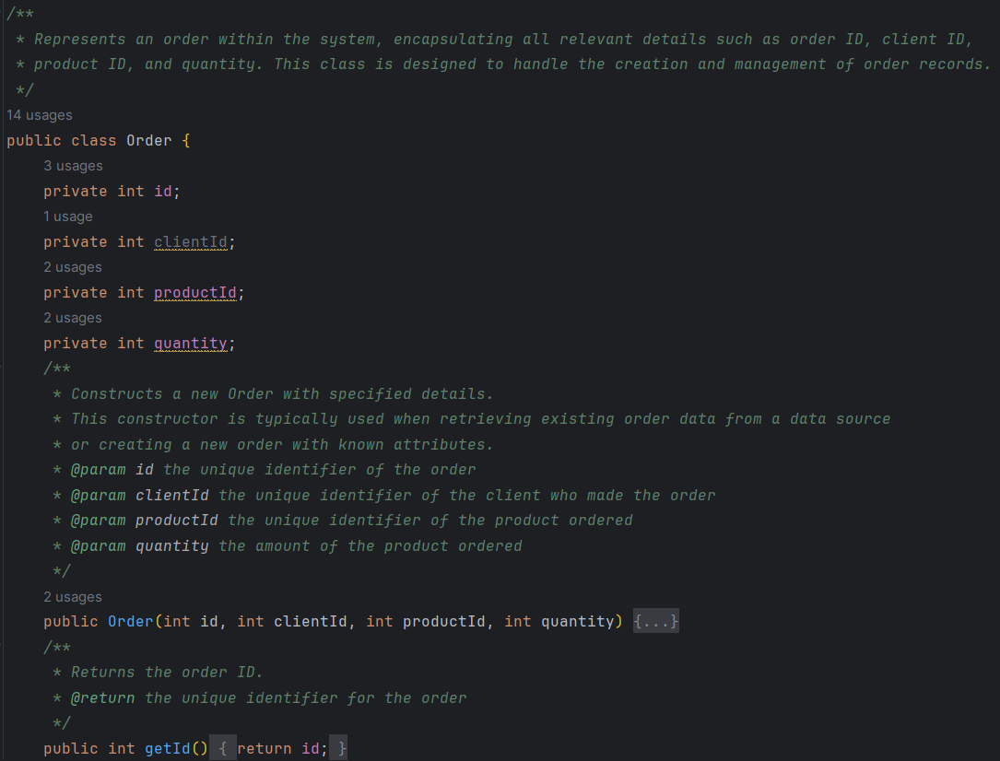 /**
 * Represents an order within the system, encapsulating all relevant details such as order ID, client ID,
 * product ID, and quantity. This class is designed to handle the creation and management of order records.
 */
14 usages
public class Order {
3 usages
private int id;
1 usage
private int clientId;
2 usages
private int productId;
2 usages
private int quantity;
/**
 * Constructs a new Order with specified details.
 * This constructor is typically used when retrieving existing order data from a data source
 * or creating a new order with known attributes.
 * @param id the unique identifier of the order
 * @param clientId the unique identifier of the client who made the order
 * @param productId the unique identifier of the product ordered
 * @param quantity the amount of the product ordered
 */
2 usages
public Order(int id, int clientId, int productId, int quantity) {...}
/**
 * Returns the order ID.
 * @return the unique identifier for the order
 */
public int getId() { return id; }